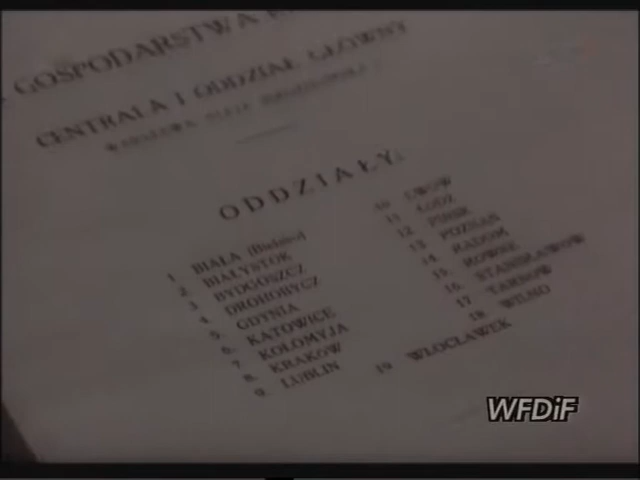 GOSPODARSTWA
CENTRALA I ODDZIAŁ GŁÓWNY
WARSZAWA
ODDZIAŁY:
1 BIAŁA (Bielsko)
2 BIAŁYSTOK
3 BYDGOSZCZ
4. DROHOBYCZ
5. GDYNIA
6. KATOWICE
7. KOŁOMYJA
8. KRAKÓW
9. LUBLIN
10 LWÓW
11 ŁÓDŹ
12 PIŃSK
13 POZNAŃ
14 RADOM
15 RÓWNE
16 STANISŁAWÓW
17 TARNÓW
18 WILNO
19 WŁOCŁAWEK
WFDiF